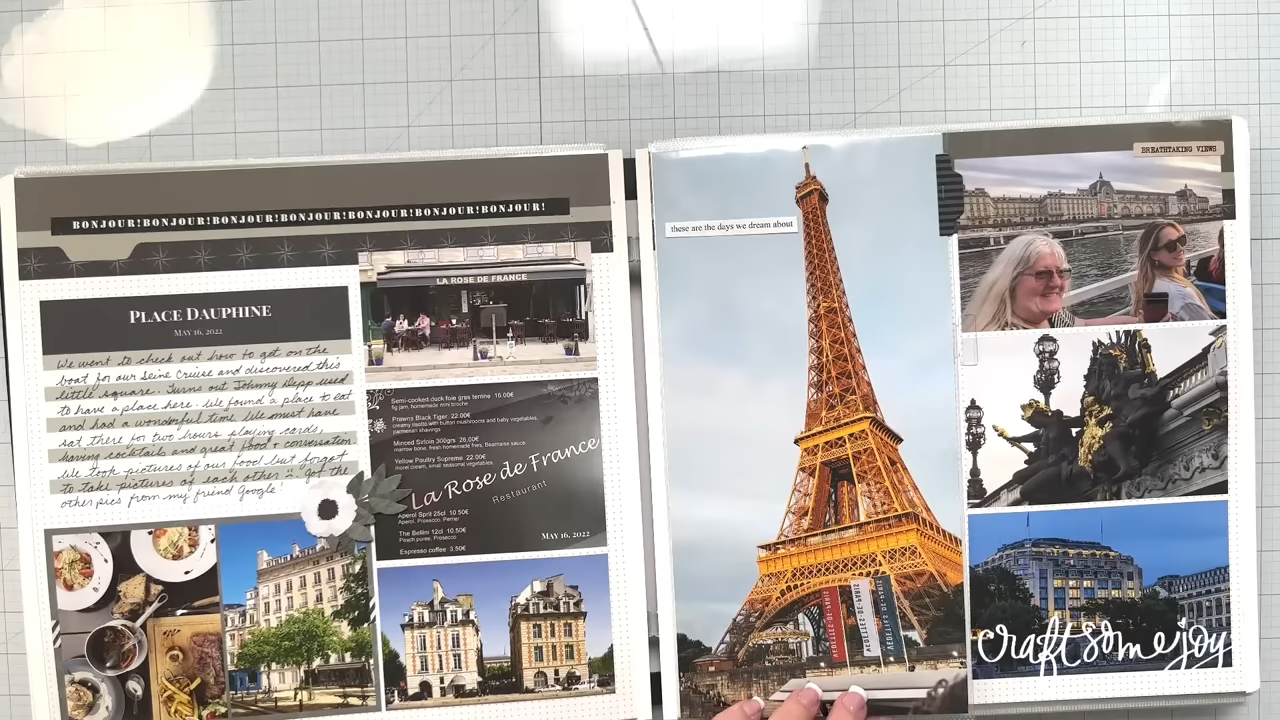 BONJOUR!BONJOUR!BONJOUR!BONJOUR!BONJOUR!BONJOUR!BONJOUR!
PLACE DAUPHINE
MAY 16, 2022
We went to check out how to get on the
boat for our Seine Cruise and discovered this
little square. Turns out Johnny Depp used
to have a place here. We found a place to eat
and had a wonderful time. We must have
sat there for two hours playing cards,
having cocktails and great food + conversation
We took pictures of our food but forget
to take pictures of each other. Got the
other pics from my friend Google!
LA ROSE DE FRANCE
Semi-cooked duck foie gras terrine 16.00€
fig jam, homemade mini brioche
Prawns Black Tiger 22.00€
creamy risotto with button mushrooms and baby vegetables,
parmesan shavings
Minced Sirloin 300grs 26.00€
marrow bone, fresh homemade fries, Bearnaise sauce
Yellow Poultry Supreme 22.00€
morel cream, small seasonal vegetables
La Rose de France
Restaurant
Aperol Sprit 25cl 10.50€
Aperol, Prosecco, Perrier
The Bellini 12cl 10.50€
Peach purée, Prosecco
Espresso coffee 3.50€
MAY 16, 2022
these are the days we dream about
BREATHTAKING VIEWS
craft some joy